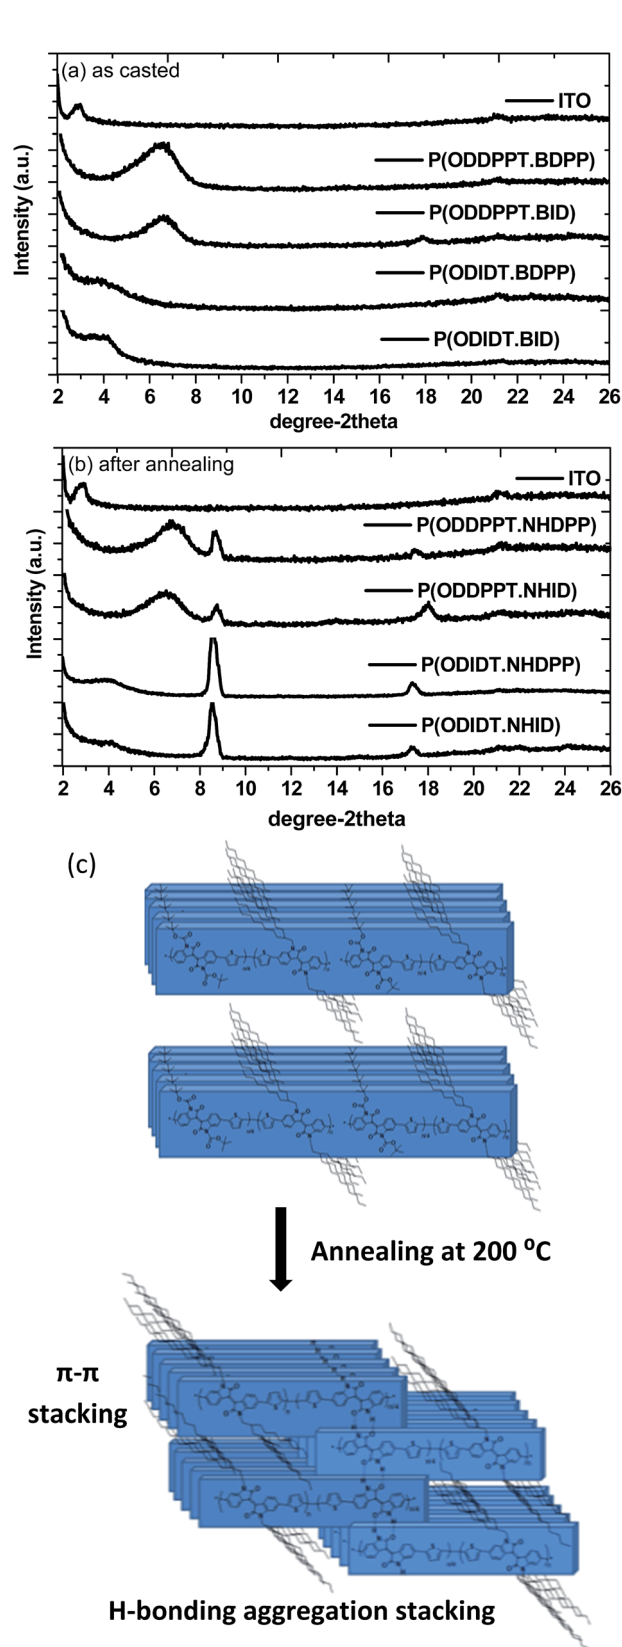 (a) as casted
ITO
P(ODDPPT.BDPP)
P(ODDPPT.BID)
P(ODIDT.BDPP)
P(ODIDT.BID)
Intensity (a.u.)
2 4 6 8 10 12 14 16 18 20 22 24 26
degree-2theta
(b) after annealing
ITO
P(ODDPPT.NHDPP)
P(ODDPPT.NHID)
P(ODIDT.NHDPP)
P(ODIDT.NHID)
Intensity (a.u.)
2 4 6 8 10 12 14 16 18 20 22 24 26
degree-2theta
(c)
Annealing at 200 ⁰C
π-π
stacking
H-bonding aggregation stacking